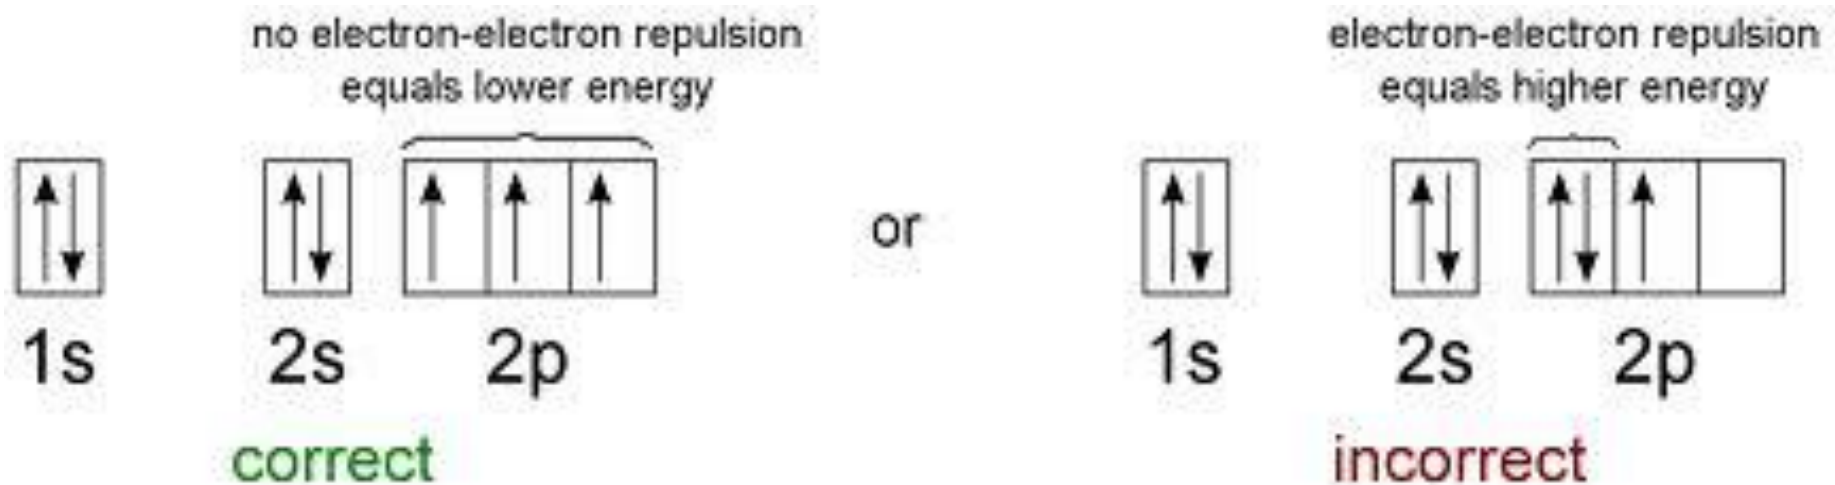 no electron-electron repulsion
equals lower energy
electron-electron repulsion
equals higher energy
or
1s 2s 2p
1s 2s 2p
correct
incorrect